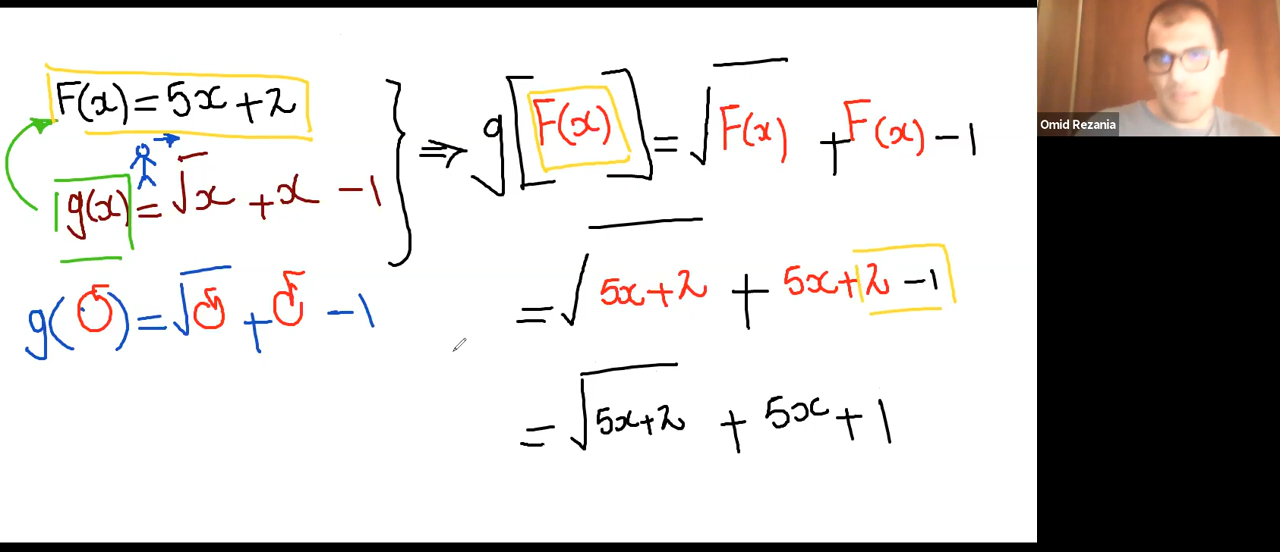 F(x) = 5x + 2
g(x) = √x + x - 1
g( ) = √ + - 1
⇒ g[F(x)] = √F(x) + F(x) - 1
= √5x+2 + 5x+2 - 1
= √5x+2 + 5x + 1
Omid Rezania